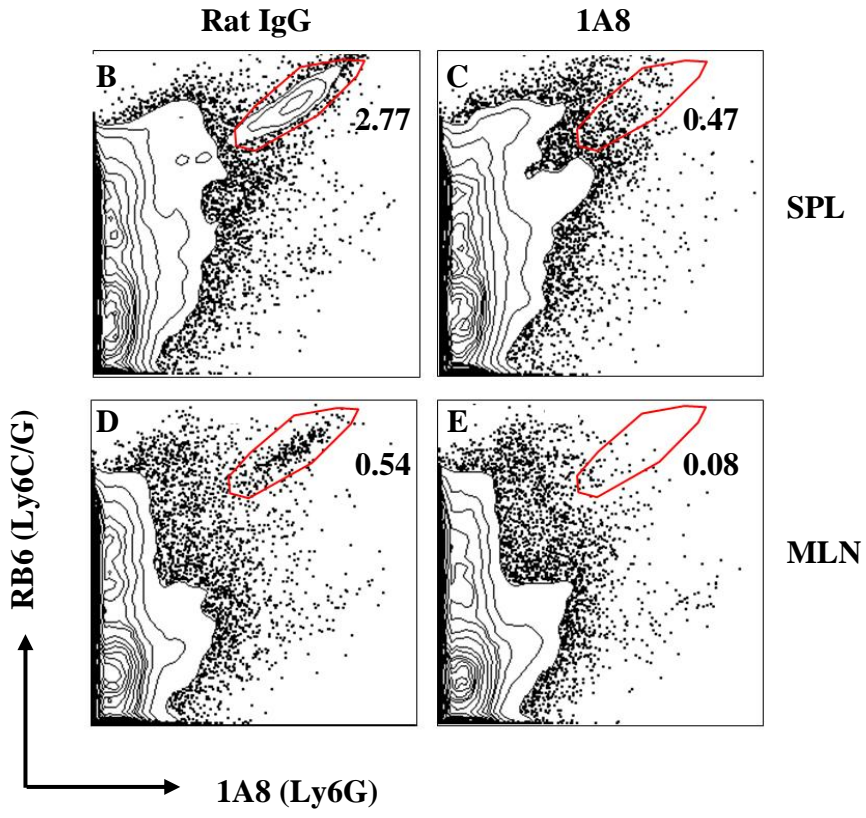 Rat IgG
1A8
B
2.77
C
0.47
SPL
D
0.54
E
0.08
MLN
RB6 (Ly6C/G)
1A8 (Ly6G)